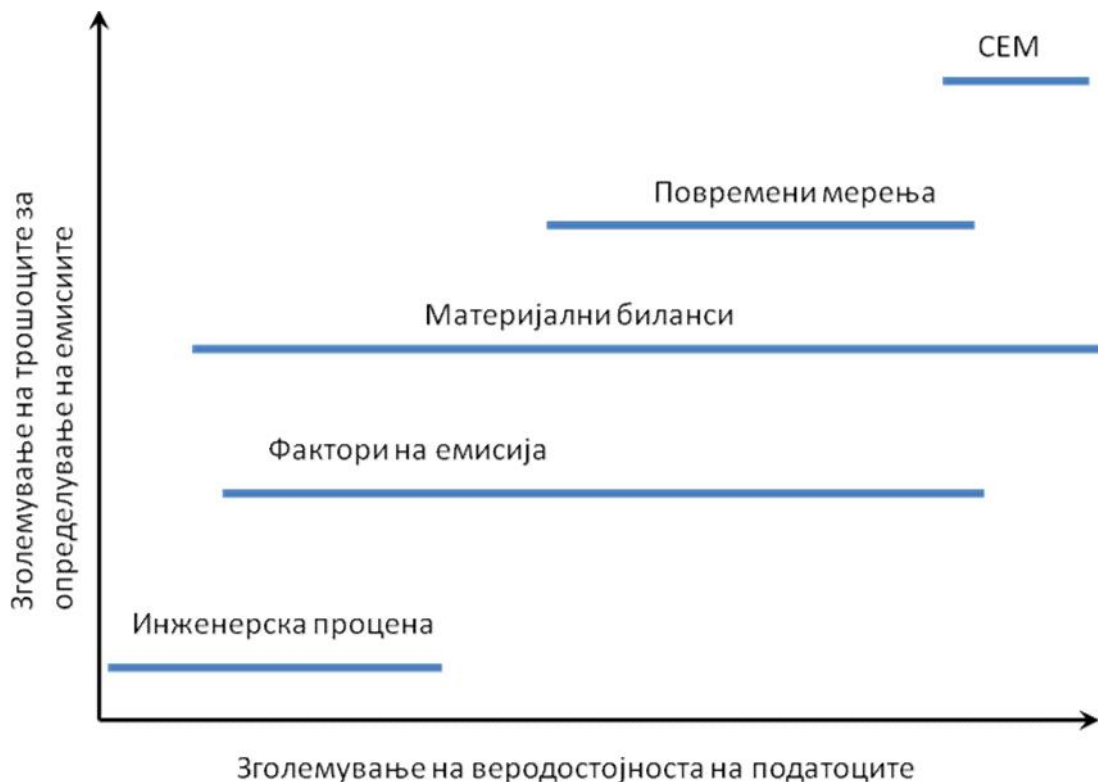 СЕМ
Повремени мерења
Материјални биланси
Фактори на емисија
Инженерска процена
Зголемување на трошоците за
определување на емисиите
Зголемување на веродостојноста на податоците